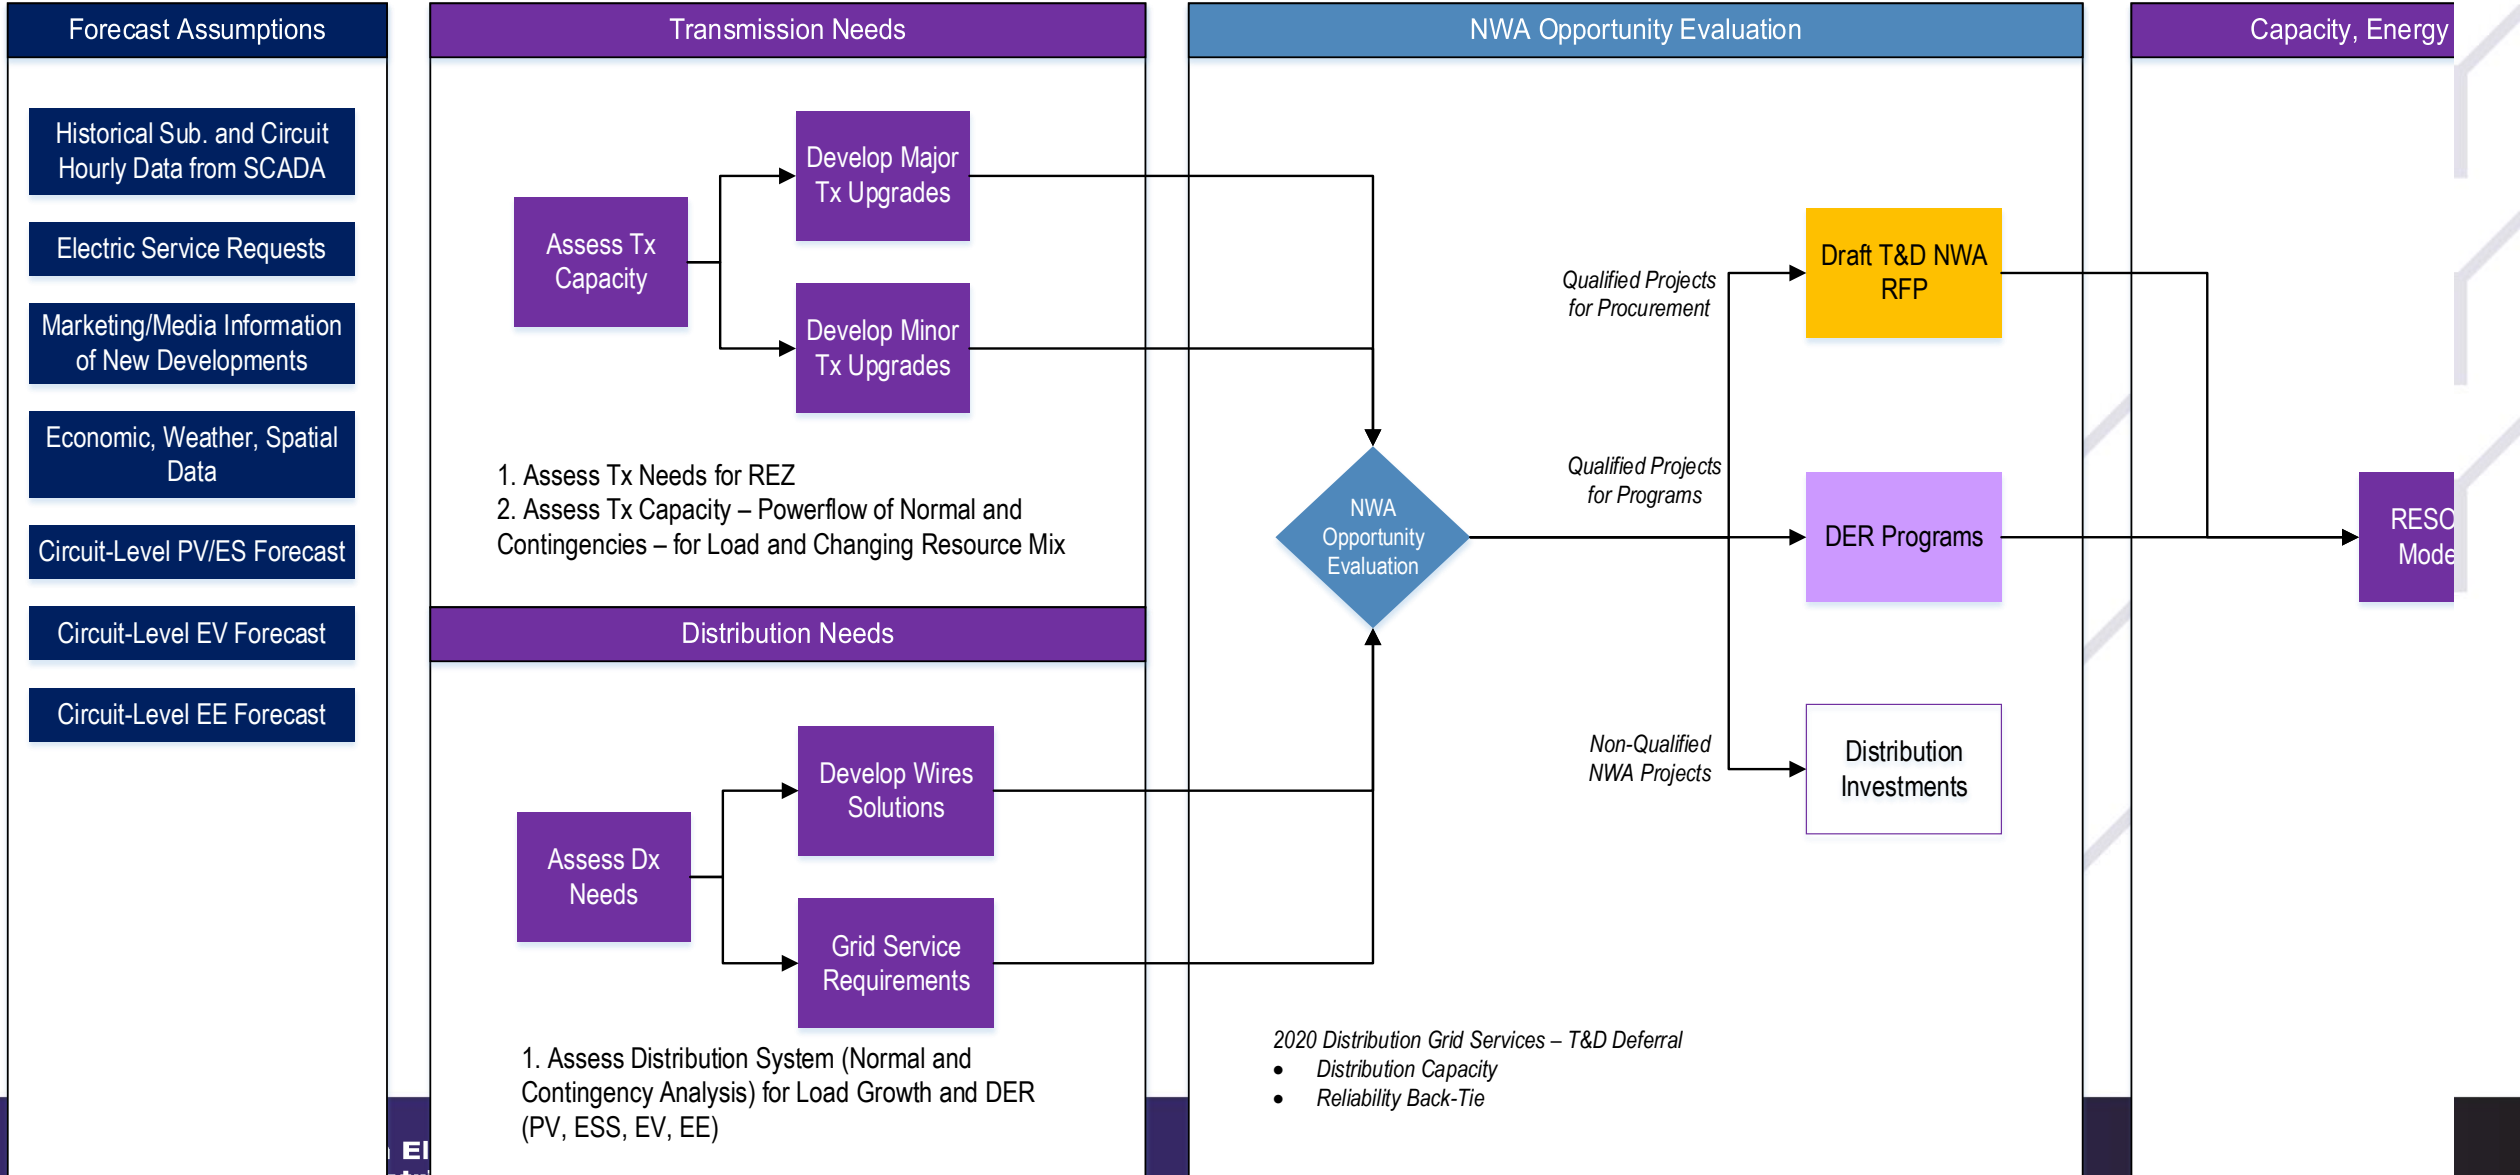 Forecast Assumptions
Historical Sub. and Circuit
Hourly Data from SCADA
Electric Service Requests
Marketing/Media Information
of New Developments
Economic, Weather, Spatial
Data
Circuit-Level PV/ES Forecast
Circuit-Level EV Forecast
Circuit-Level EE Forecast
Transmission Needs
Assess Tx
Capacity
Develop Major
Tx Upgrades
Develop Minor
Tx Upgrades
1. Assess Tx Needs for REZ
2. Assess Tx Capacity – Powerflow of Normal and
Contingencies – for Load and Changing Resource Mix
Distribution Needs
Assess Dx
Needs
Develop Wires
Solutions
Grid Service
Requirements
1. Assess Distribution System (Normal and
Contingency Analysis) for Load Growth and DER
(PV, ESS, EV, EE)
NWA Opportunity Evaluation
NWA
Opportunity
Evaluation
Qualified Projects
for Procurement
Draft T&D NWA
RFP
Qualified Projects
for Programs
DER Programs
Non-Qualified
NWA Projects
Distribution
Investments
2020 Distribution Grid Services – T&D Deferral
• Distribution Capacity
• Reliability Back-Tie
Capacity, Energy